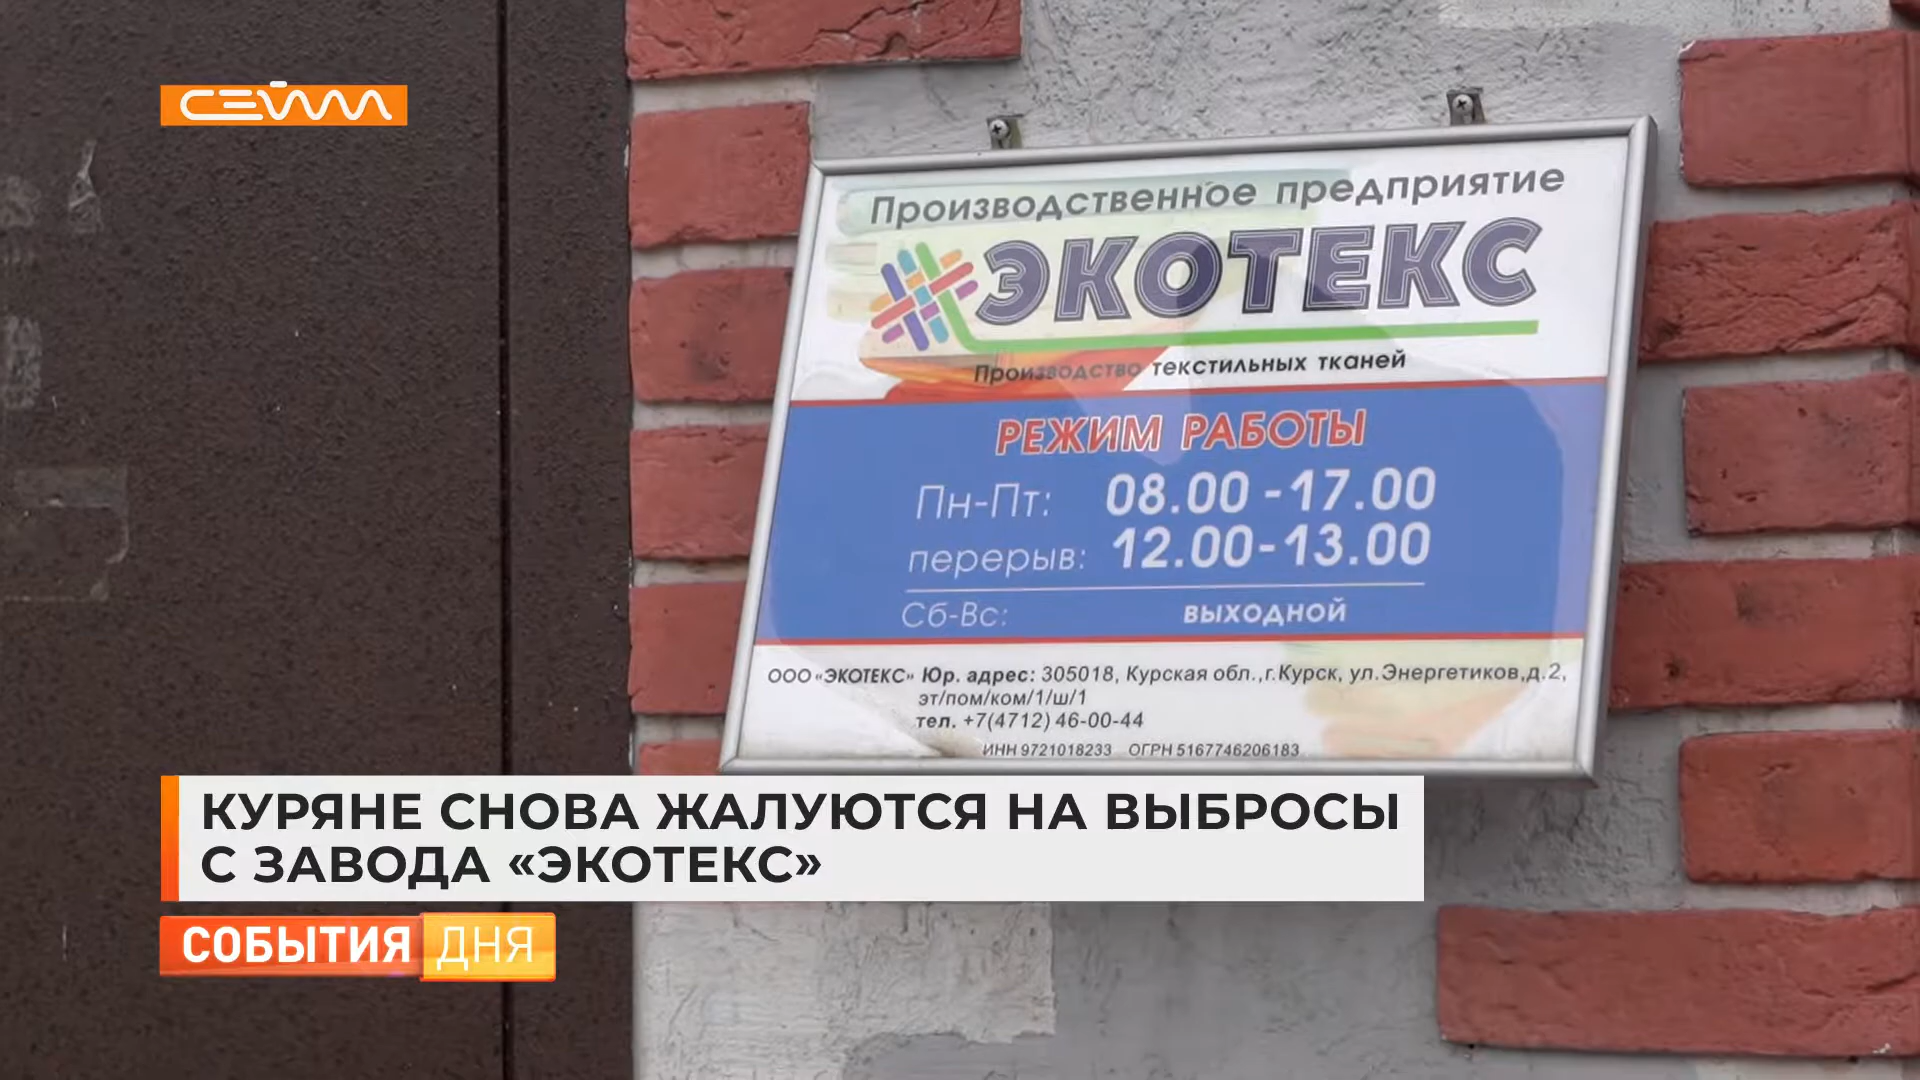 СЕЙМ
Производственное предприятие
ЭКОТЕКС
Производство текстильных тканей
РЕЖИМ РАБОТЫ
Пн-Пт: 08.00-17.00
перерыв: 12.00-13.00
Сб-Вс: выходной
ООО «ЭКОТЕКС» Юр. адрес: 305018, Курская обл.,г.Курск, ул.Энергетиков,д.2,
эт/пом/ком/1/ш/1
тел. +7(4712) 46-00-44
ИНН 9721018233 ОГРН 5167746206183
КУРЯНЕ СНОВА ЖАЛУЮТСЯ НА ВЫБРОСЫ
С ЗАВОДА «ЭКОТЕКС»
СОБЫТИЯ ДНЯ